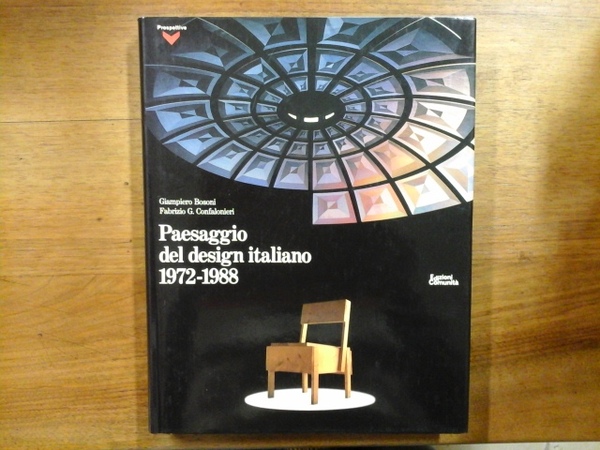 Prospettive
Giampiero Bosoni
Fabrizio G. Confalonieri
Paesaggio
del design italiano
1972-1988
Edizioni
Comunità